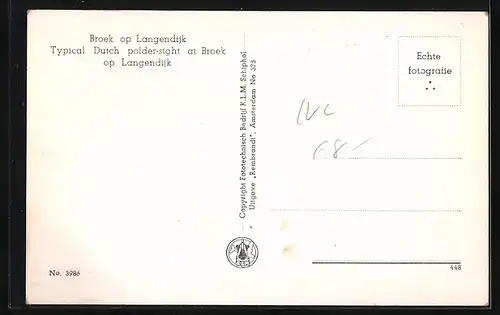 Broek op Langendijk
Typical Dutch polder-sight at Broek
op Langendijk
Echte
fotografie
Copyright Fototechnisch Bedrijf K.L.M. Schiphol
Uitgave „Rembrandt", Amsterdam No 575
No. 3986
448